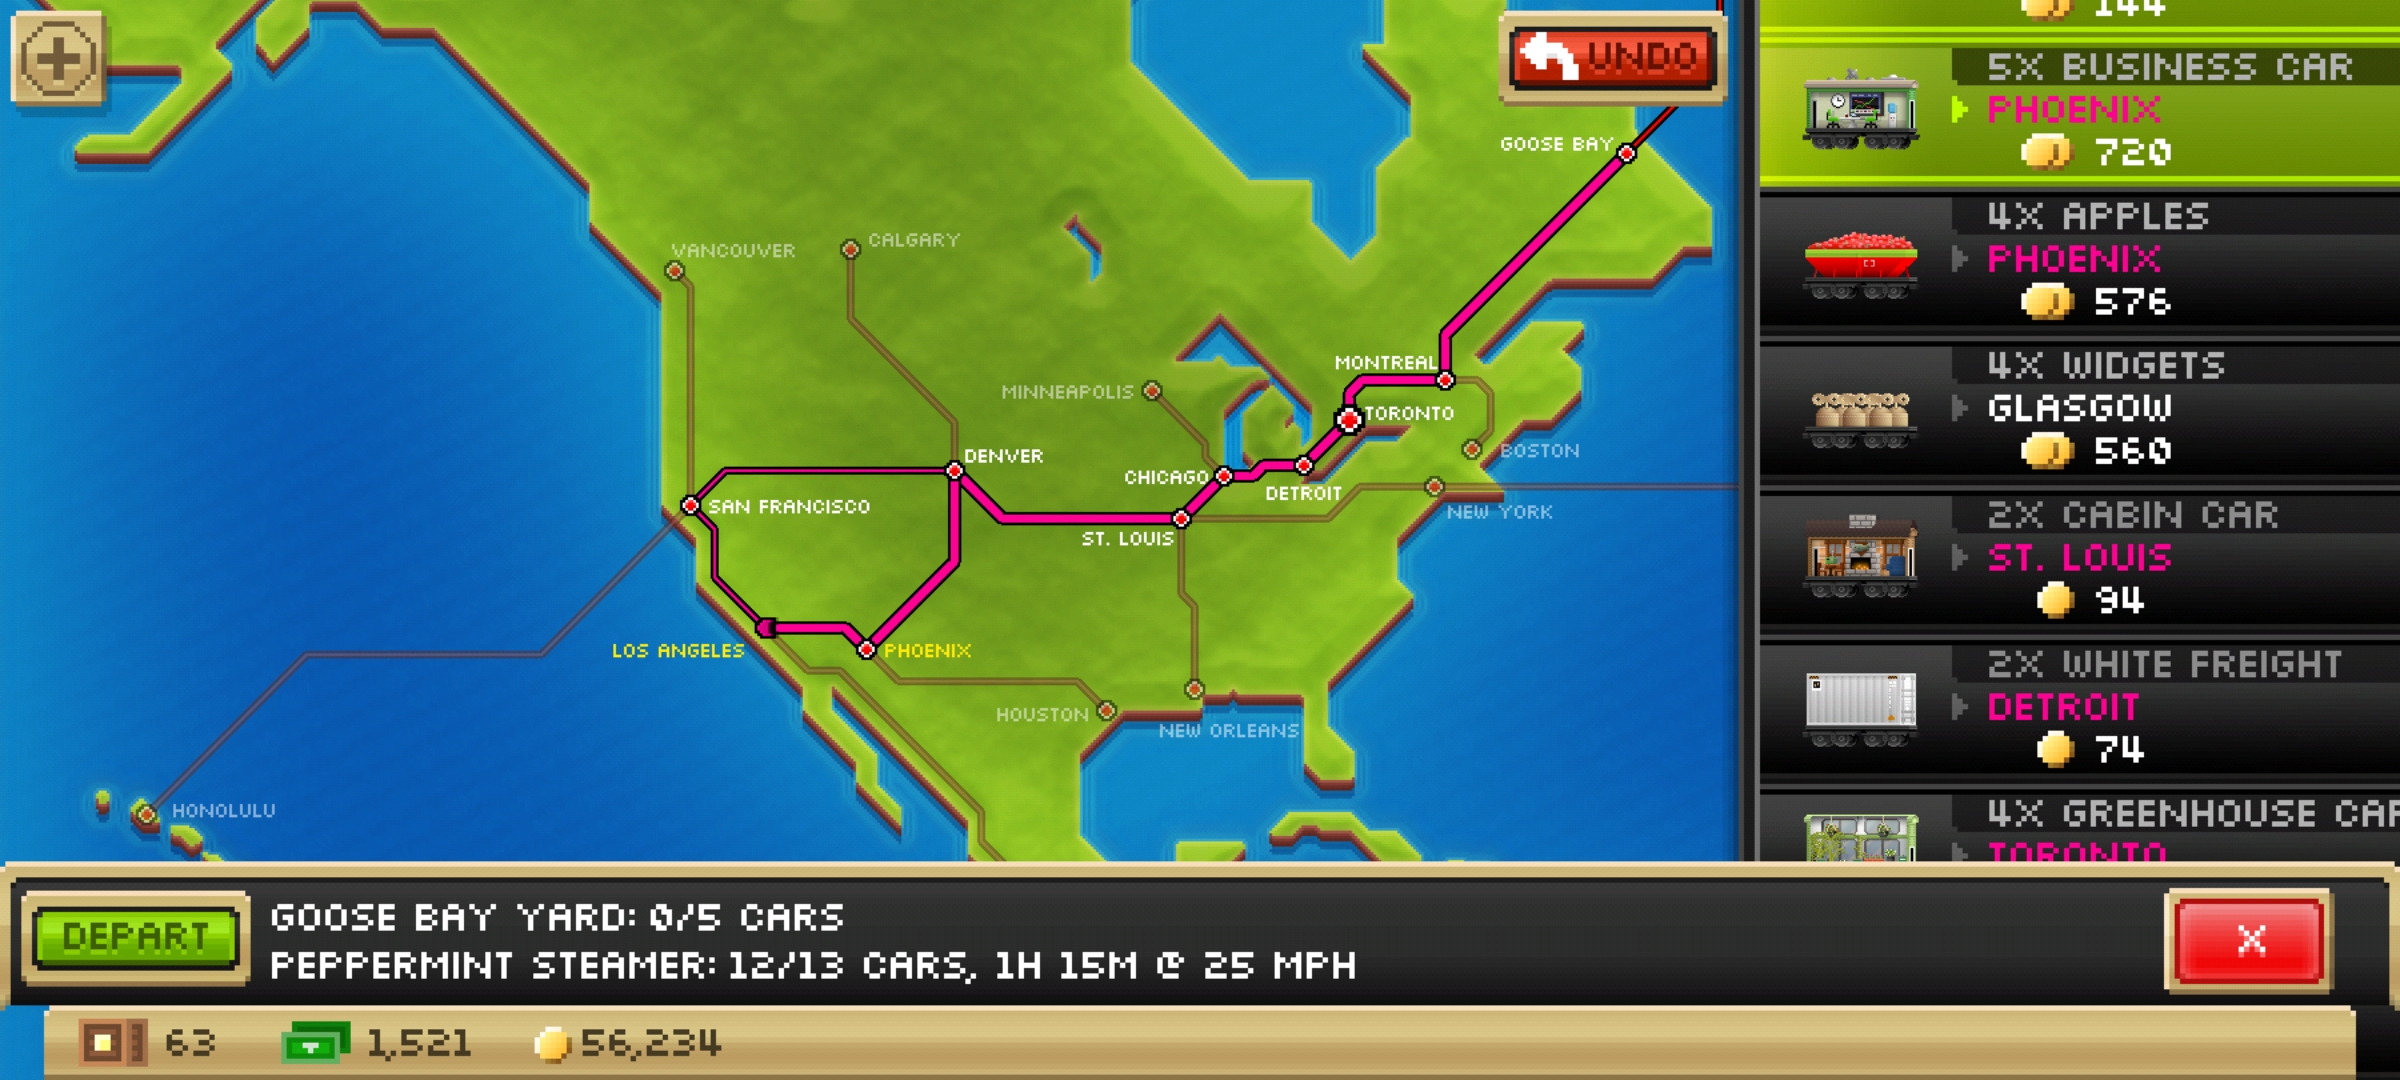 UNDO
144
5X BUSINESS CAR
PHOENIX
720
4X APPLES
PHOENIX
576
4X WIDGETS
GLASGOW
560
2X CABIN CAR
ST. LOUIS
94
2X WHITE FREIGHT
DETROIT
74
4X GREENHOUSE CAR
TORONTO
GOOSE BAY
VANCOUVER
CALGARY
MONTREAL
MINNEAPOLIS
TORONTO
BOSTON
DENVER
CHICAGO
DETROIT
SAN FRANCISCO
NEW YORK
ST. LOUIS
LOS ANGELES
PHOENIX
HOUSTON
NEW ORLEANS
HONOLULU
DEPART
GOOSE BAY YARD: 0/5 CARS
PEPPERMINT STEAMER: 12/13 CARS, 1H 15M @ 25 MPH
X
63
1,521
56,234